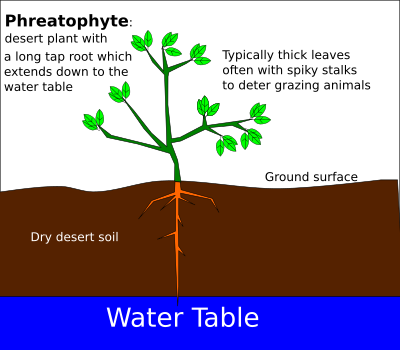 Phreatophyte:
desert plant with
a long tap root which
extends down to the
water table
Typically thick leaves
often with spiky stalks
to deter grazing animals
Ground surface
Dry desert soil
Water Table